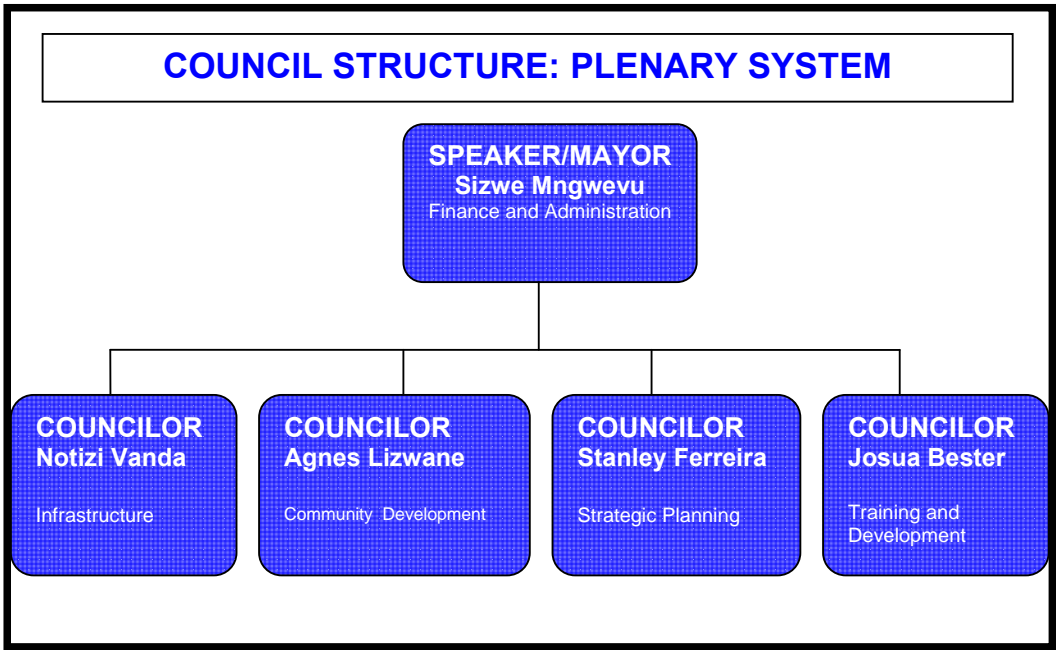 COUNCIL STRUCTURE: PLENARY SYSTEM
SPEAKER/MAYOR
Sizwe Mngwevu
Finance and Administration
COUNCILOR
Notizi Vanda
Infrastructure
COUNCILOR
Agnes Lizwane
Community Development
COUNCILOR
Stanley Ferreira
Strategic Planning
COUNCILOR
Josua Bester
Training and
Development